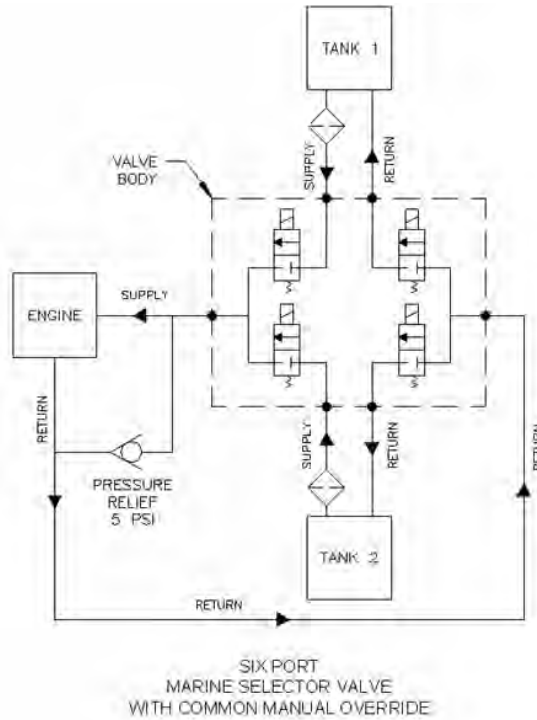 TANK 1
SUPPLY
RETURN
VALVE
BODY
SUPPLY
ENGINE
RETURN
SUPPLY
RETURN
RETURN
PRESSURE
RELIEF
5 PSI
TANK 2
RETURN
SIX PORT
MARINE SELECTOR VALVE
WITH COMMON MANUAL OVERRIDE